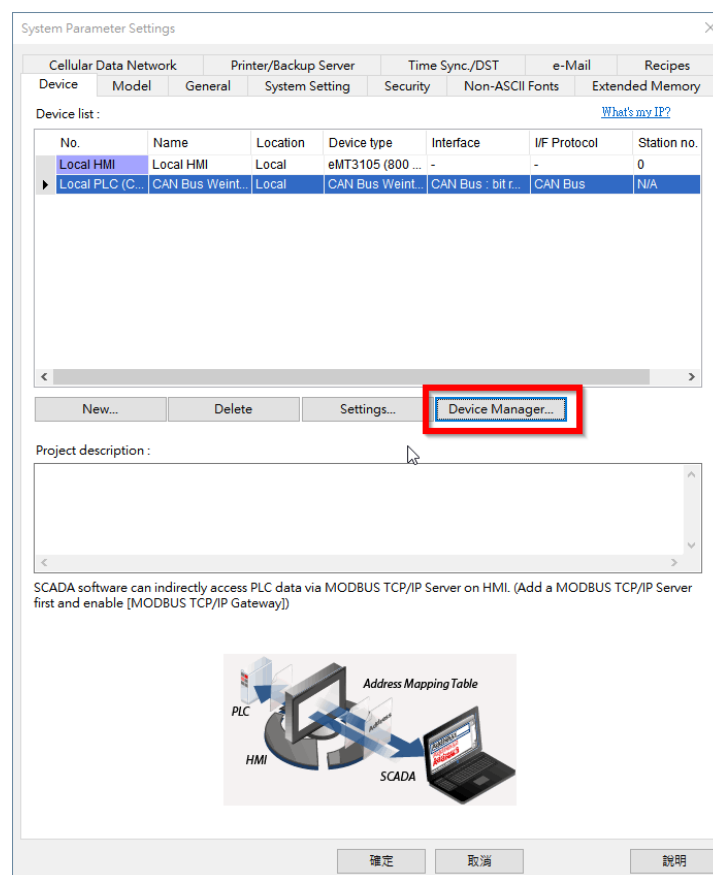 System Parameter Settings
Cellular Data Network Printer/Backup Server Time Sync./DST e-Mail Recipes
Device Model General System Setting Security Non-ASCII Fonts Extended Memory
Device list :
What's my IP?
No. Name Location Device type Interface I/F Protocol Station no.
Local HMI Local HMI Local eMT3105 (800 ... - - 0
Local PLC (C... CAN Bus Weint... Local CAN Bus Weint... CAN Bus : bit r... CAN Bus N/A
New... Delete Settings... Device Manager...
Project description :
SCADA software can indirectly access PLC data via MODBUS TCP/IP Server on HMI. (Add a MODBUS TCP/IP Server
first and enable [MODBUS TCP/IP Gateway])
Address Mapping Table
PLC
Address
HMI
SCADA
確定 取消 說明